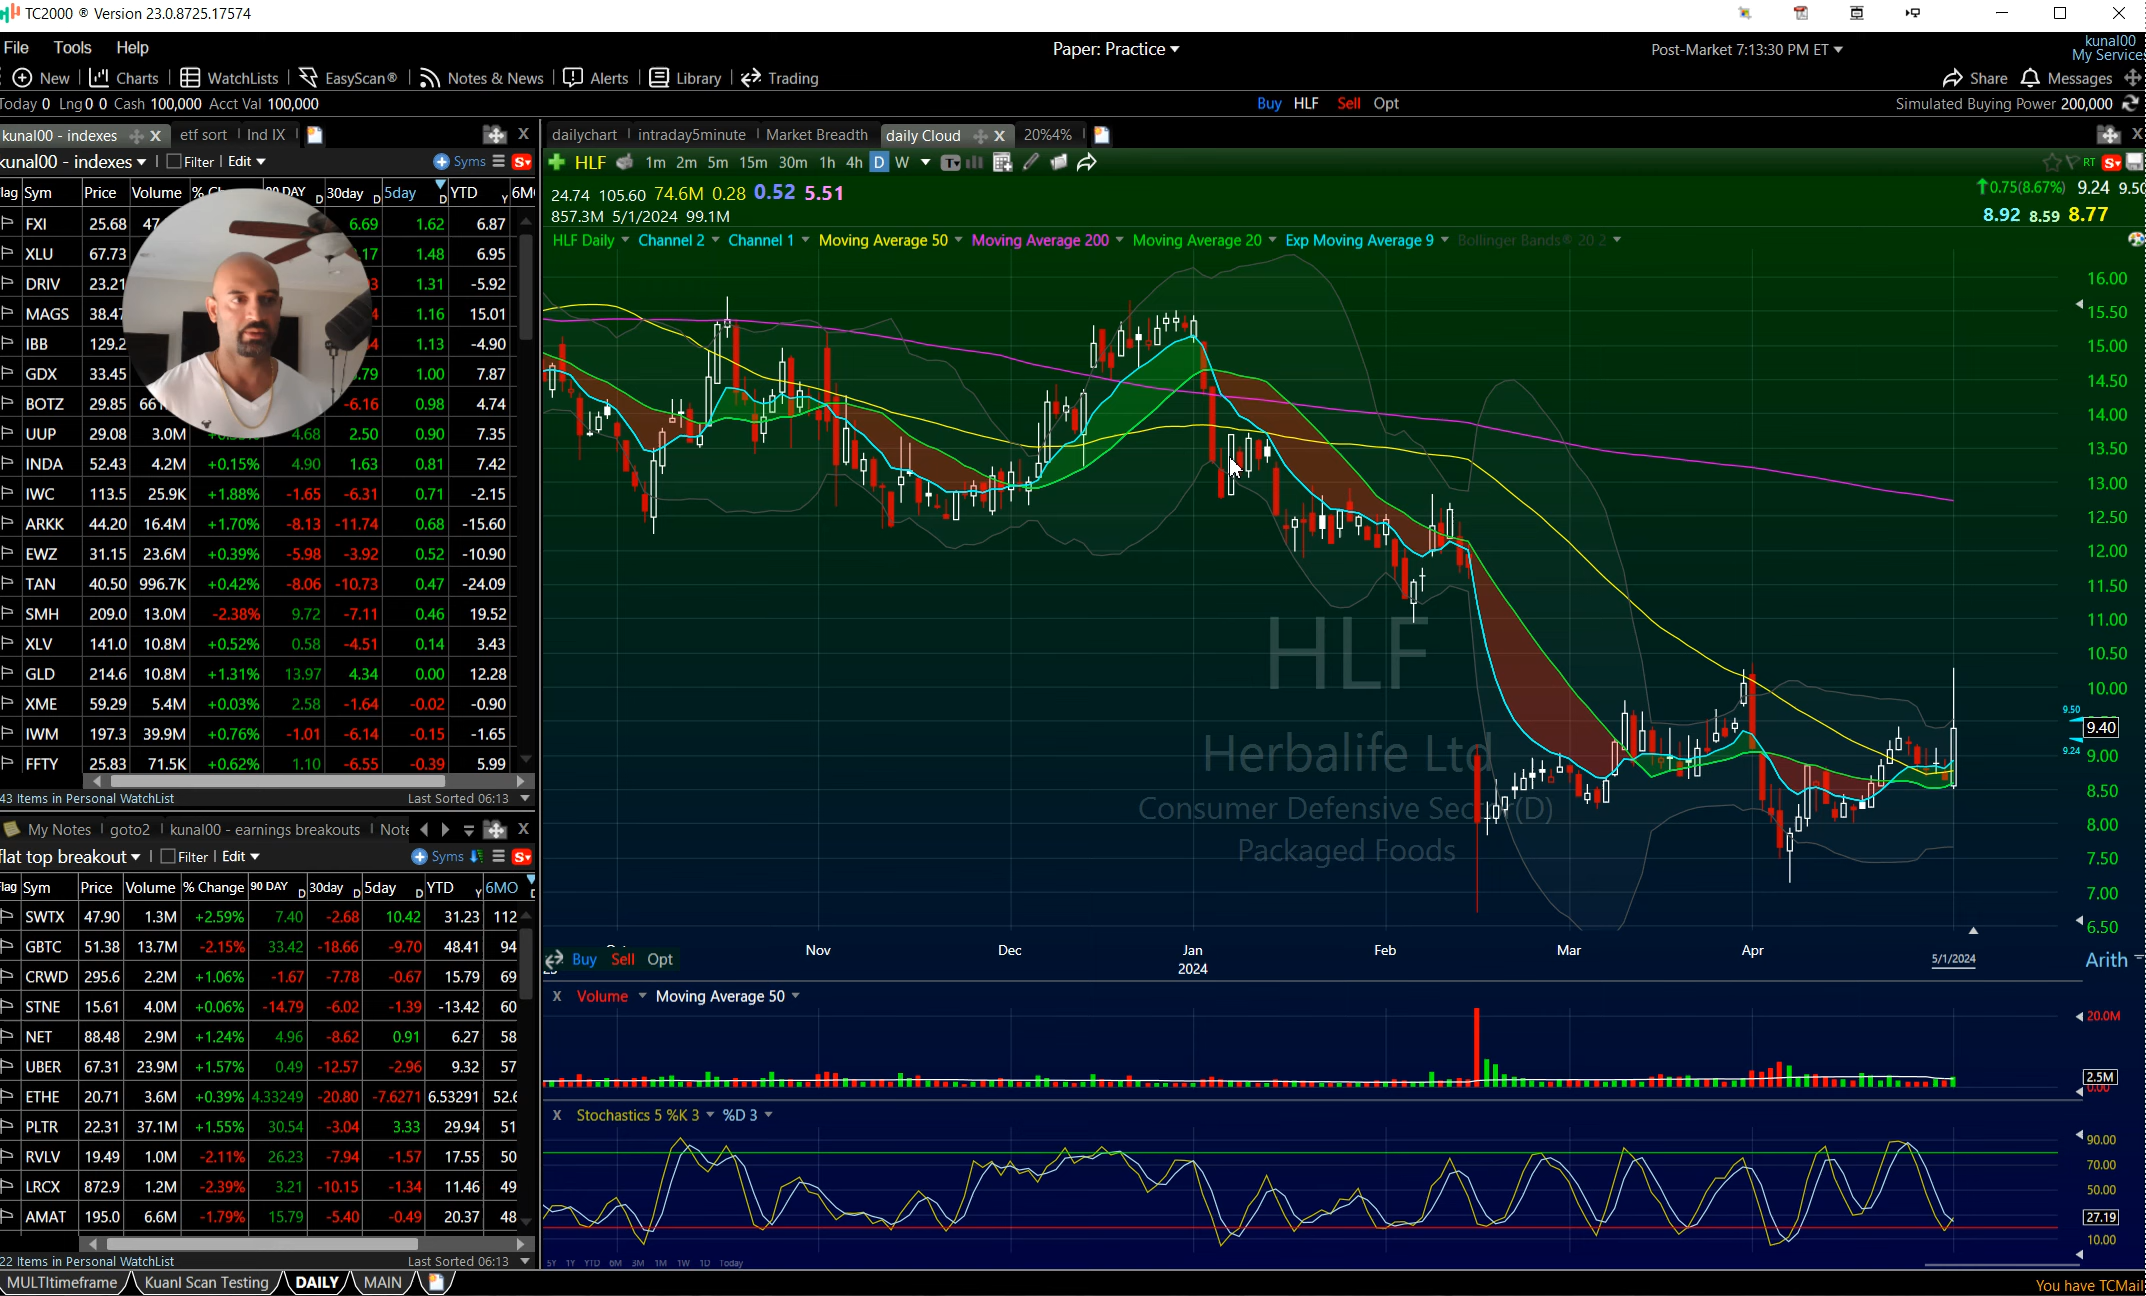 TC2000 ® Version 23.0.8725.17574
File Tools Help
Paper: Practice
Post-Market 7:13:30 PM ET
kunal00
My Service
New Charts WatchLists EasyScan® Notes & News Alerts Library Trading
Share Messages
Today 0 Lng 0 0 Cash 100,000 Acct Val 100,000
Buy HLF Sell Opt
Simulated Buying Power 200,000
kunal00 - indexes etf sort Ind IX
kunal00 - indexes Filter Edit Syms
Flag Sym Price Volume 30day D 5day D YTD Y
FXI 25.68 6.69 1.62 6.87
XLU 67.73 1.48 6.95
DRIV 23.21 1.31 -5.92
MAGS 38.47 1.16 15.01
IBB 129.2 1.13 -4.90
GDX 33.45 1.00 7.87
BOTZ 29.85 -6.16 0.98 4.74
UUP 29.08 3.0M 4.68 2.50 0.90 7.35
INDA 52.43 4.2M +0.15% 4.90 1.63 0.81 7.42
IWC 113.5 25.9K +1.88% -1.65 -6.31 0.71 -2.15
ARKK 44.20 16.4M +1.70% -8.13 -11.74 0.68 -15.60
EWZ 31.15 23.6M +0.39% -5.98 -3.92 0.52 -10.90
TAN 40.50 996.7K +0.42% -8.06 -10.73 0.47 -24.09
SMH 209.0 13.0M -2.38% 9.72 -7.11 0.46 19.52
XLV 141.0 10.8M +0.52% 0.58 -4.51 0.14 3.43
GLD 214.6 10.8M +1.31% 13.97 4.34 0.00 12.28
XME 59.29 5.4M +0.03% 2.58 -1.64 -0.02 -0.90
IWM 197.3 39.9M +0.76% -1.01 -6.14 -0.15 -1.65
FFTY 25.83 71.5K +0.62% 1.10 -6.55 -0.39 5.99
43 Items in Personal WatchList
Last Sorted 06:13
My Notes goto2 kunal00 - earnings breakouts Note
flat top breakout Filter Edit Syms
Flag Sym Price Volume % Change 90 DAY D 30day D 5day D YTD Y 6MO
SWTX 47.90 1.3M +2.59% 7.40 -2.68 10.42 31.23 112
GBTC 51.38 13.7M -2.15% 33.42 -18.66 -9.70 48.41 94
CRWD 295.6 2.2M +1.06% -1.67 -7.78 -0.67 15.79 69
STNE 15.61 4.0M +0.06% -14.79 -6.02 -1.39 -13.42 60
NET 88.48 2.9M +1.24% 4.96 -8.62 0.91 6.27 58
UBER 67.31 23.9M +1.57% 0.49 -12.57 -2.96 9.32 57
ETHE 20.71 3.6M +0.39% 4.33249 -20.80 -7.6271 6.53291 52.6
PLTR 22.31 37.1M +1.55% 30.54 -3.04 3.33 29.94 51
RVLV 19.49 1.0M -2.11% 26.23 -7.94 -1.57 17.55 50
LRCX 872.9 1.2M -2.39% 3.21 -10.15 -1.34 11.46 49
AMAT 195.0 6.6M -1.79% 15.79 -5.40 -0.49 20.37 48
22 Items in Personal WatchList
Last Sorted 06:13
MULTItimeframe Kuanl Scan Testing DAILY MAIN
dailychart intraday5minute Market Breadth daily Cloud 20%4%
HLF 1m 2m 5m 15m 30m 1h 4h D W
RT
24.74 105.60 74.6M 0.28 0.52 5.51
857.3M 5/1/2024 99.1M
0.75(8.67%) 9.24 9.50
8.92 8.59 8.77
HLF Daily Channel 2 Channel 1 Moving Average 50 Moving Average 200 Moving Average 20 Exp Moving Average 9 Bollinger Bands® 20 2
16.00
15.50
15.00
14.50
14.00
13.50
13.00
12.50
12.00
11.50
11.00
10.50
10.00
9.50
9.40
9.24
9.00
8.50
8.00
7.50
7.00
6.50
HLF
Herbalife Ltd
Consumer Defensive Sector(D)
Packaged Foods
Nov Dec Jan Feb Mar Apr
2024
5/1/2024
Arith
Buy Sell Opt
Volume Moving Average 50
20.0M
2.5M
0.00
Stochastics 5 %K 3 %D 3
90.00
70.00
50.00
27.19
10.00
5Y 1Y YTD 6M 3M 1M 1W 1D Today
You have TCMail